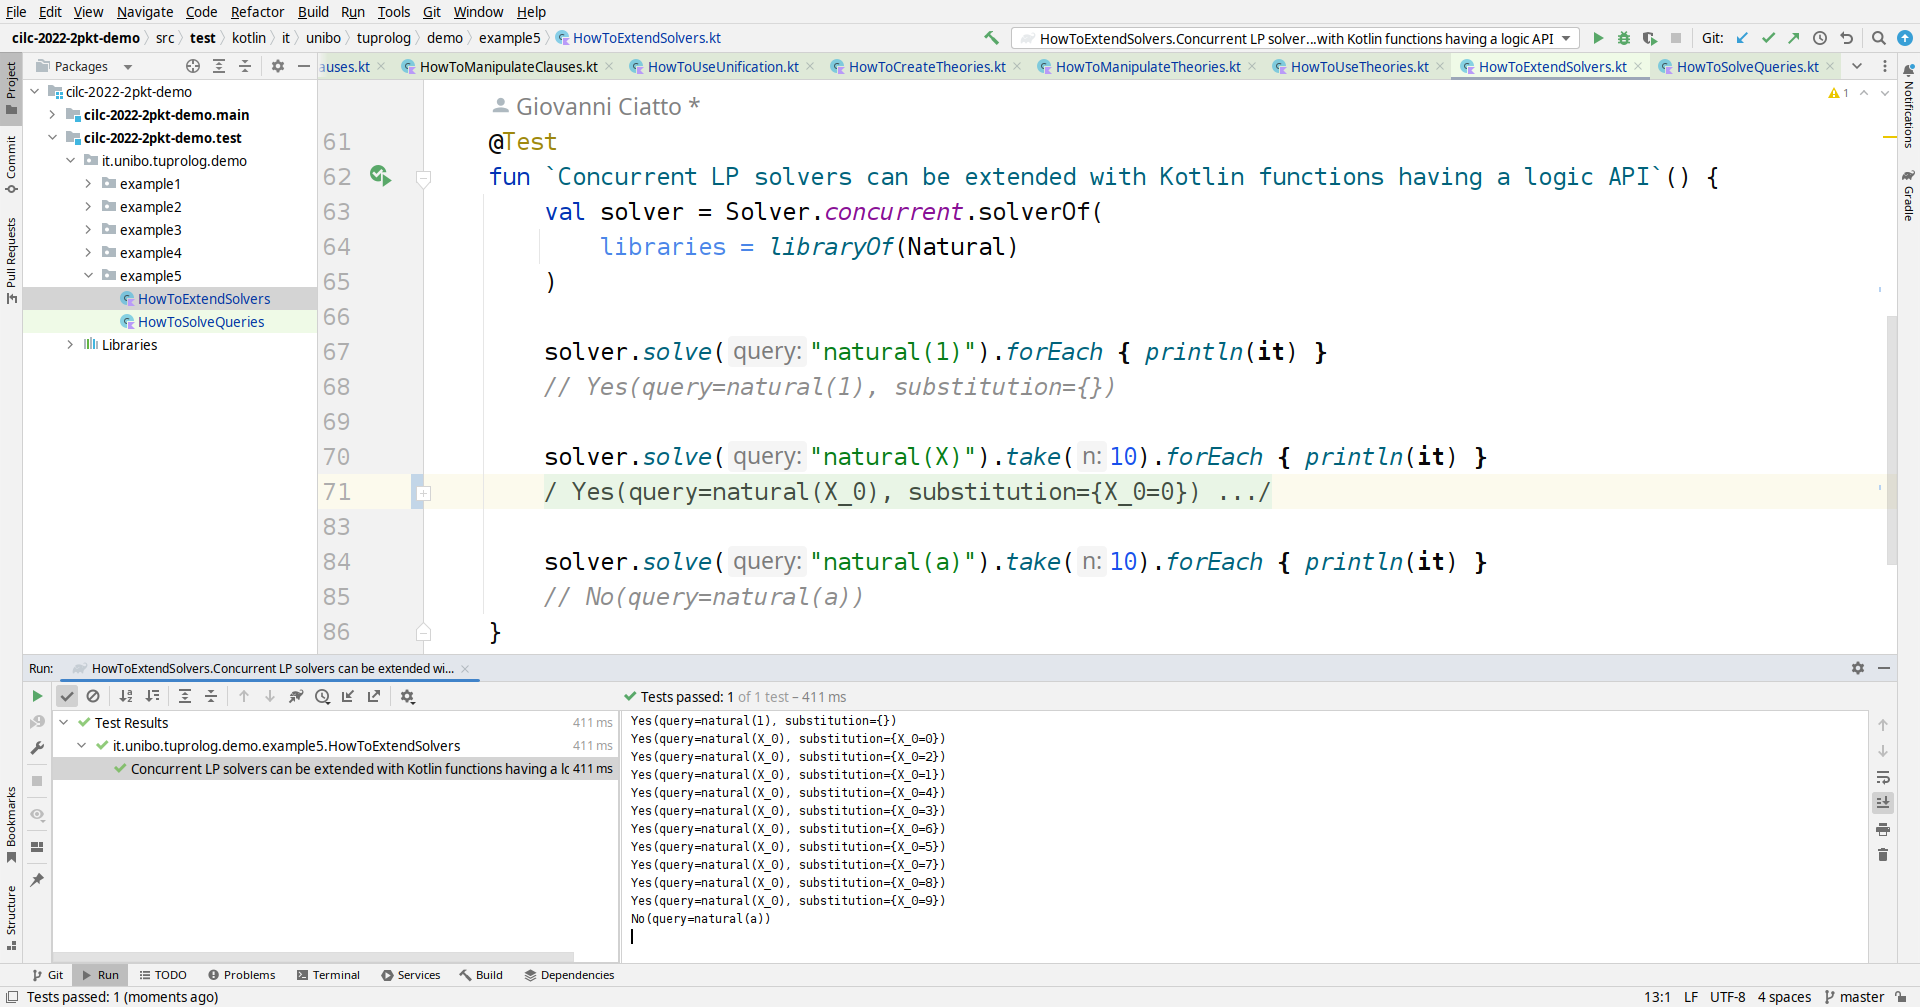 File Edit View Navigate Code Refactor Build Run Tools Git Window Help
cilc-2022-2pkt-demo src test kotlin it unibo tuprolog demo example5 HowToExtendSolvers.kt
HowToExtendSolvers.Concurrent LP solver...with Kotlin functions having a logic API
Git:
Project
Commit
Pull Requests
Bookmarks
Structure
Packages
auses.kt HowToManipulateClauses.kt HowToUseUnification.kt HowToCreateTheories.kt HowToManipulateTheories.kt HowToUseTheories.kt HowToExtendSolvers.kt HowToSolveQueries.kt
Notifications
Gradle
cilc-2022-2pkt-demo
cilc-2022-2pkt-demo.main
cilc-2022-2pkt-demo.test
it.unibo.tuprolog.demo
example1
example2
example3
example4
example5
HowToExtendSolvers
HowToSolveQueries
Libraries
Giovanni Ciatto *
1
61 @Test
62 fun `Concurrent LP solvers can be extended with Kotlin functions having a logic API`() {
63 val solver = Solver.concurrent.solverOf(
64 libraries = libraryOf(Natural)
65 )
66
67 solver.solve( query: "natural(1)").forEach { println(it) }
68 // Yes(query=natural(1), substitution={})
69
70 solver.solve( query: "natural(X)").take( n: 10).forEach { println(it) }
71 / Yes(query=natural(X_0), substitution={X_0=0}) .../
83
84 solver.solve( query: "natural(a)").take( n: 10).forEach { println(it) }
85 // No(query=natural(a))
86 }
Run: HowToExtendSolvers.Concurrent LP solvers can be extended wi...
Tests passed: 1 of 1 test – 411 ms
Test Results 411 ms
it.unibo.tuprolog.demo.example5.HowToExtendSolvers 411 ms
Concurrent LP solvers can be extended with Kotlin functions having a lc 411 ms
Yes(query=natural(1), substitution={})
Yes(query=natural(X_0), substitution={X_0=0})
Yes(query=natural(X_0), substitution={X_0=2})
Yes(query=natural(X_0), substitution={X_0=1})
Yes(query=natural(X_0), substitution={X_0=4})
Yes(query=natural(X_0), substitution={X_0=3})
Yes(query=natural(X_0), substitution={X_0=6})
Yes(query=natural(X_0), substitution={X_0=5})
Yes(query=natural(X_0), substitution={X_0=7})
Yes(query=natural(X_0), substitution={X_0=8})
Yes(query=natural(X_0), substitution={X_0=9})
No(query=natural(a))
Git Run TODO Problems Terminal Services Build Dependencies
Tests passed: 1 (moments ago)
13:1 LF UTF-8 4 spaces master